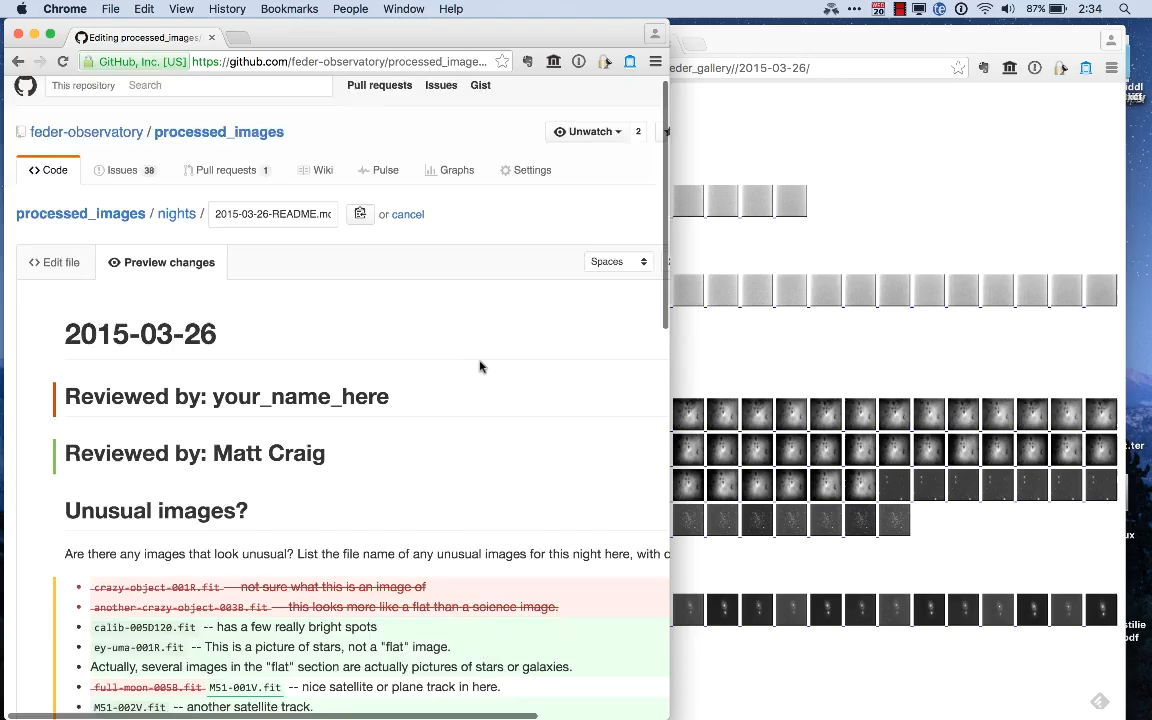 Chrome File Edit View History Bookmarks People Window Help 87% 2:34
Editing processed_images/
GitHub, Inc. [US] https://github.com/feder-observatory/processed_image...
eder_gallery//2015-03-26/
This repository Search Pull requests Issues Gist
feder-observatory / processed_images Unwatch 2
Code Issues 38 Pull requests 1 Wiki Pulse Graphs Settings
processed_images / nights / 2015-03-26-README.mc or cancel
Edit file Preview changes Spaces
2015-03-26
Reviewed by: your_name_here
Reviewed by: Matt Craig
Unusual images?
Are there any images that look unusual? List the file name of any unusual images for this night here, with c
crazy-object-001R.fit -- not sure what this is an image of
another-crazy-object-003B.fit -- this looks more like a flat than a science image.
calib-005D120.fit -- has a few really bright spots
ey-uma-001R.fit -- This is a picture of stars, not a "flat" image.
Actually, several images in the "flat" section are actually pictures of stars or galaxies.
full-moon-005B.fit M51-001V.fit -- nice satellite or plane track in here.
M51-002V.fit -- another satellite track.